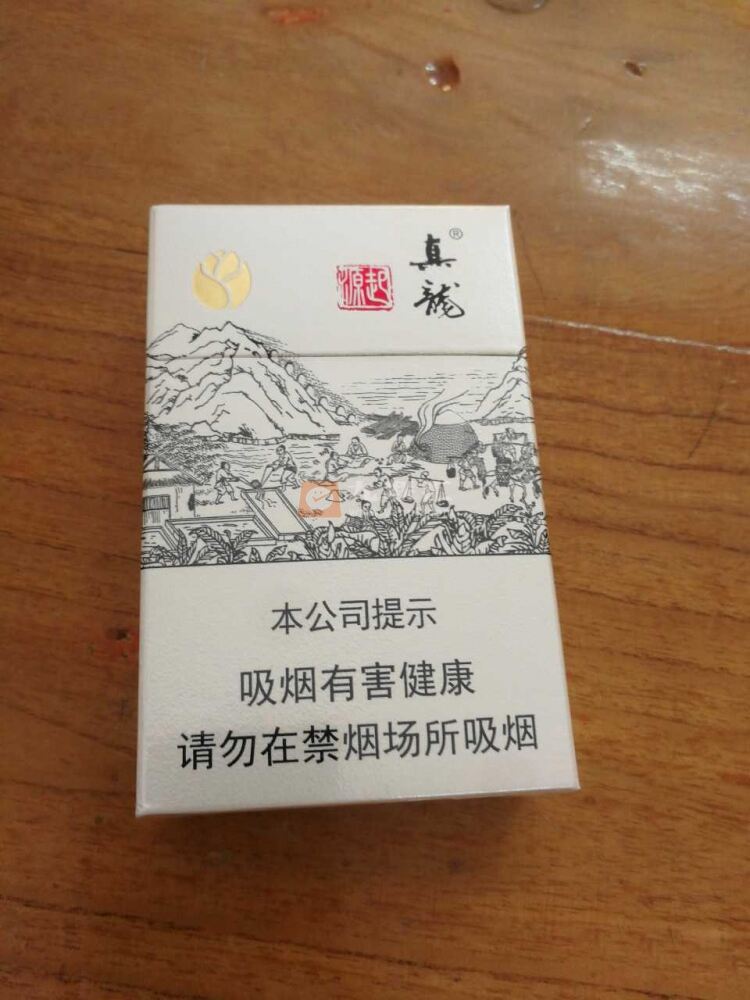 真龍®
起源
本公司提示
吸烟有害健康
请勿在禁烟场所吸烟